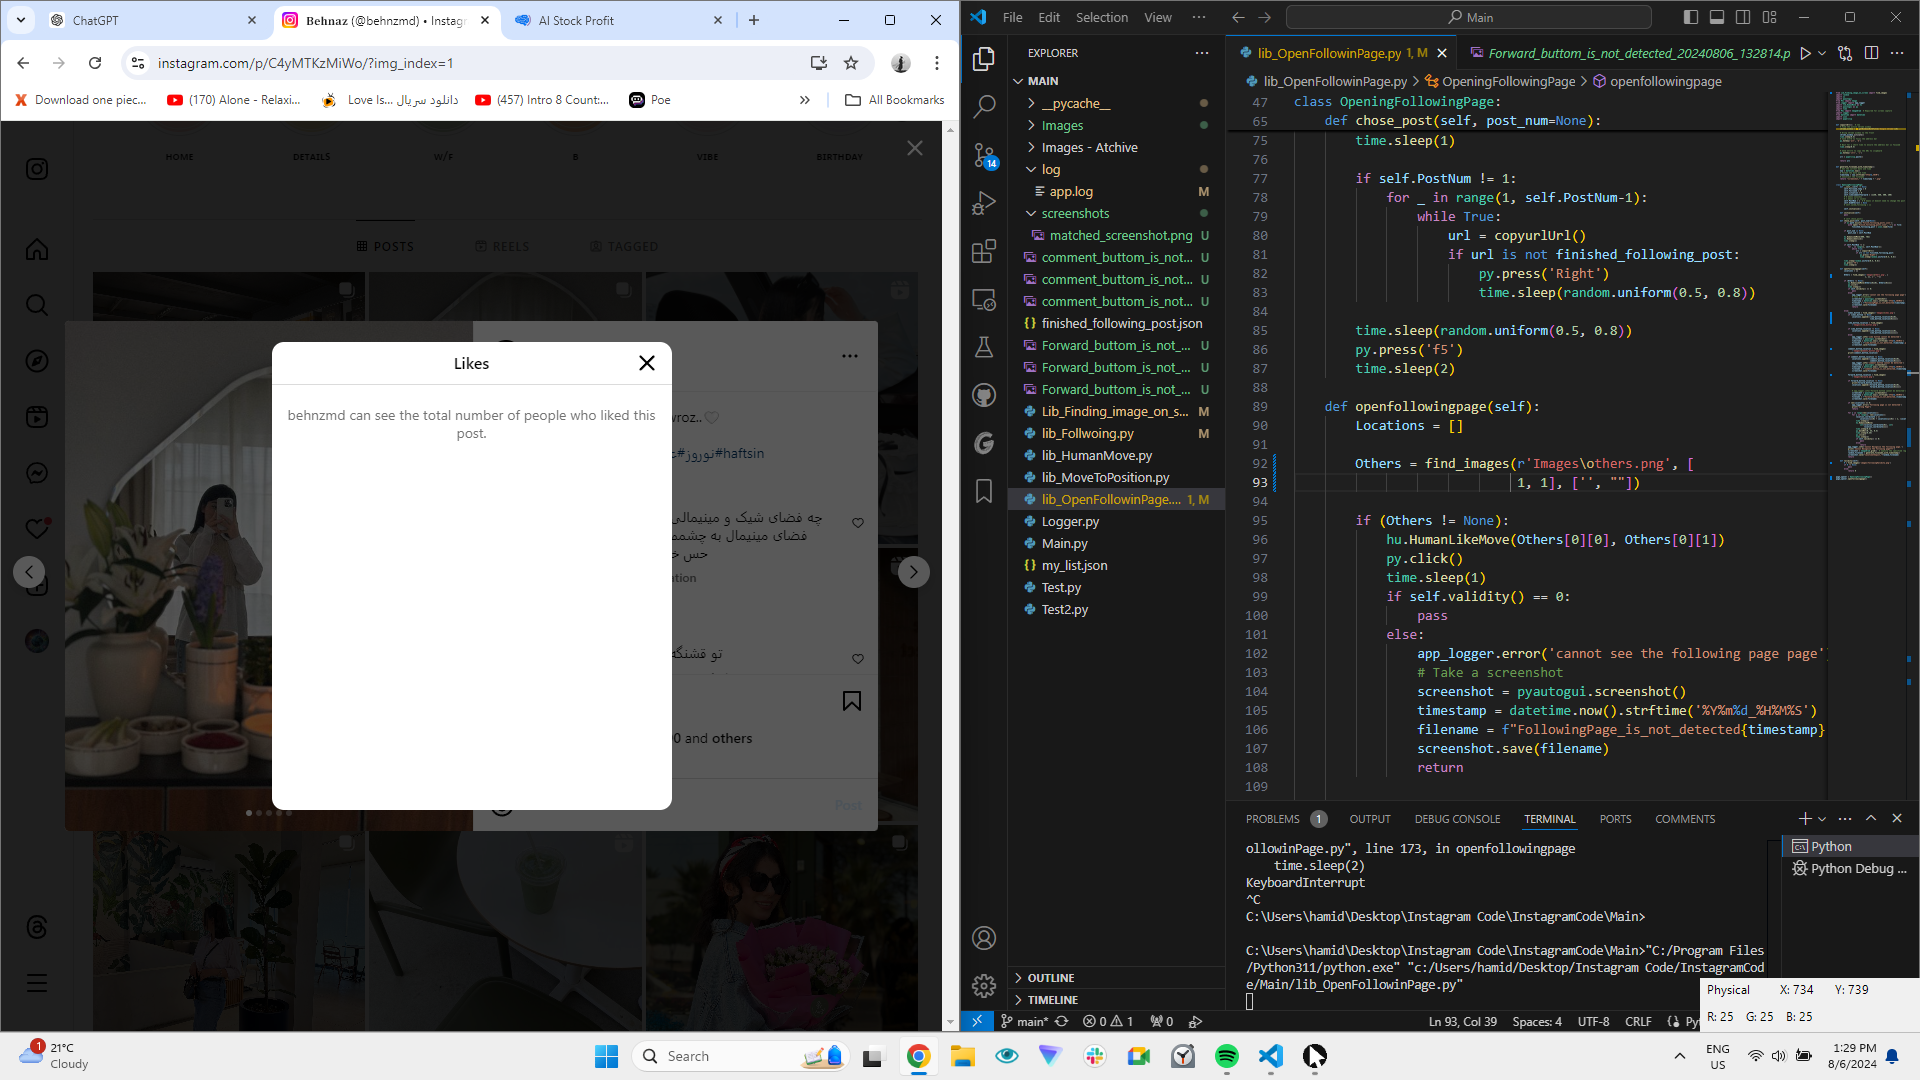 ChatGPT
𝐁𝐞𝐡𝐧𝐚𝐳 (@behnzmd) • Instagr
AI Stock Profit
instagram.com/p/C4yMTKzMiWo/?img_index=1
Download one piec...
(170) Alone - Relaxi...
دانلود سریال ...Love Is
(457) Intro 8 Count:...
Poe
All Bookmarks
HOME
DETAILS
W/F
B
VIBE
BIRTHDAY
POSTS
REELS
TAGGED
Likes
behnzmd can see the total number of people who liked this
post.
wroz..
#نوروز#haftsin
چه فضای شیک و مینیمالی
فضای مینیمال به چشمم
حس خ
tion
تو قشنگه
00 and others
Post
File
Edit
Selection
View
Main
EXPLORER
MAIN
__pycache__
Images
Images - Atchive
log
app.log M
screenshots
matched_screenshot.png U
comment_buttom_is_not... U
comment_buttom_is_not... U
comment_buttom_is_not... U
finished_following_post.json
Forward_buttom_is_not_... U
Forward_buttom_is_not_... U
Forward_buttom_is_not_... U
Lib_Finding_image_on_s... M
lib_Follwoing.py M
lib_HumanMove.py
lib_MoveToPosition.py
lib_OpenFollowinPage.... 1, M
Logger.py
Main.py
my_list.json
Test.py
Test2.py
OUTLINE
TIMELINE
14
lib_OpenFollowinPage.py 1, M
Forward_buttom_is_not_detected_20240806_132814.p
lib_OpenFollowinPage.py > OpeningFollowingPage > openfollowingpage
47 class OpeningFollowingPage:
65 def chose_post(self, post_num=None):
75 time.sleep(1)
76
77 if self.PostNum != 1:
78 for _ in range(1, self.PostNum-1):
79 while True:
80 url = copyurlUrl()
81 if url is not finished_following_post:
82 py.press('Right')
83 time.sleep(random.uniform(0.5, 0.8))
84
85 time.sleep(random.uniform(0.5, 0.8))
86 py.press('f5')
87 time.sleep(2)
88
89 def openfollowingpage(self):
90 Locations = []
91
92 Others = find_images(r'Images\others.png', [
93 1, 1], ['', ""])
94
95 if (Others != None):
96 hu.HumanLikeMove(Others[0][0], Others[0][1])
97 py.click()
98 time.sleep(1)
99 if self.validity() == 0:
100 pass
101 else:
102 app_logger.error('cannot see the following page page'
103 # Take a screenshot
104 screenshot = pyautogui.screenshot()
105 timestamp = datetime.now().strftime('%Y%m%d_%H%M%S')
106 filename = f"FollowingPage_is_not_detected{timestamp}
107 screenshot.save(filename)
108 return
109
PROBLEMS 1
OUTPUT
DEBUG CONSOLE
TERMINAL
PORTS
COMMENTS
ollowinPage.py", line 173, in openfollowingpage
time.sleep(2)
KeyboardInterrupt
^C
C:\Users\hamid\Desktop\Instagram Code\InstagramCode\Main>
C:\Users\hamid\Desktop\Instagram Code\InstagramCode\Main>"C:/Program Files
/Python311/python.exe" "c:/Users/hamid/Desktop/Instagram Code/InstagramCod
e/Main/lib_OpenFollowinPage.py"
Python
Python Debug ...
Physical X: 734 Y: 739
R: 25 G: 25 B: 25
main*
0 1
0
Ln 93, Col 39
Spaces: 4
UTF-8
CRLF
Pyt
1
21°C
Cloudy
Search
ENG
US
1:29 PM
8/6/2024